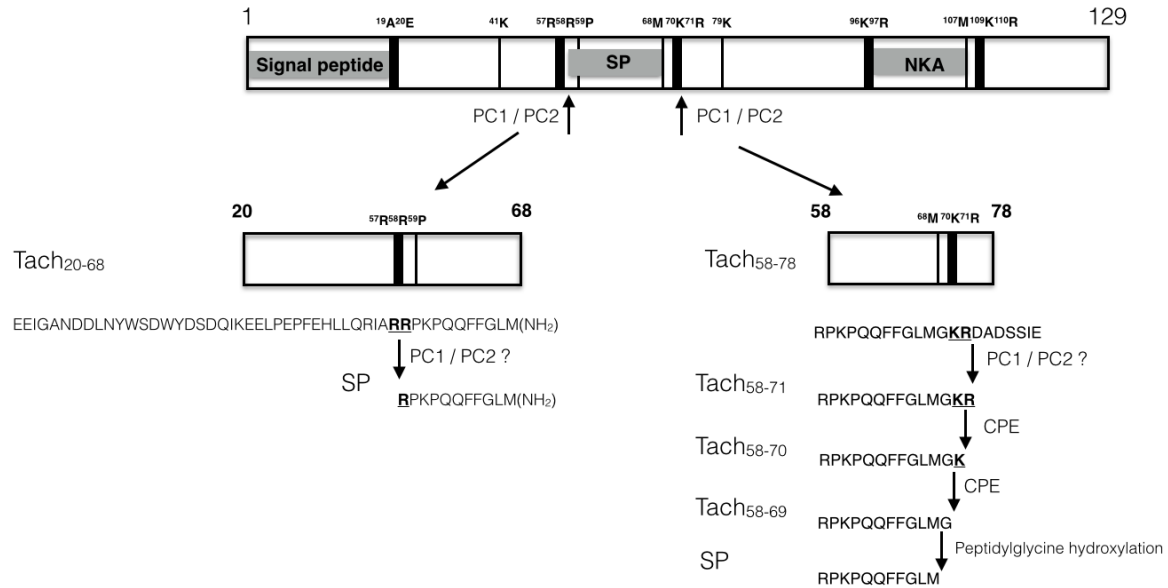 1 129
¹⁹A²⁰E ⁴¹K ⁵⁷R⁵⁸R⁵⁹P ⁶⁸M ⁷⁰K⁷¹R ⁷⁹K ⁹⁶K⁹⁷R ¹⁰⁷M¹⁰⁹K¹¹⁰R
Signal peptide SP NKA
PC1 / PC2 PC1 / PC2
20 68 58 78
⁵⁷R⁵⁸R⁵⁹P ⁶⁸M ⁷⁰K⁷¹R
Tach₂₀₋₆₈ Tach₅₈₋₇₈
EEIGANDDLNYWSDWYDSDQIKEELPEPFEHLLQRIARRPKPQQFFGLM(NH₂) RPKPQQFFGLMGKRDADSSIE
PC1 / PC2 ? PC1 / PC2 ?
SP Tach₅₈₋₇₁
RPKPQQFFGLM(NH₂) RPKPQQFFGLMGKR
CPE
Tach₅₈₋₇₀
RPKPQQFFGLMGK
CPE
Tach₅₈₋₆₉
RPKPQQFFGLMG
Peptidylglycine hydroxylation
SP
RPKPQQFFGLM